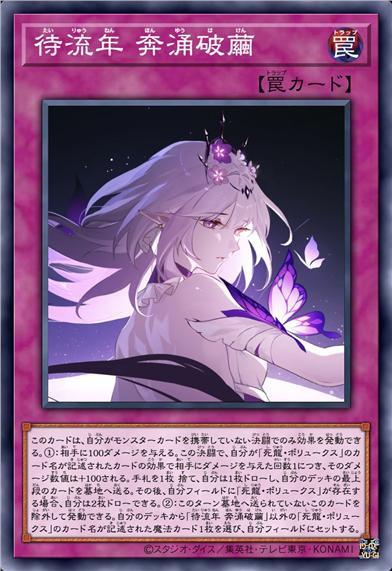 待流年 奔涌破繭
罠
【罠カード】
このカードは、自分がモンスターカードを携帯していない決闘でのみ効果を発動でき
る。①:相手に100ダメージを与える。この決闘で、自分が「死龍・ポリュークス」の
カード名が記述されたカードの効果で相手にダメージを与えた回数1につき、そのダメ
ージ数値は+100される。手札を1枚 捨て、自分は1枚ドローし、自分のデッキの最上
段のカードを墓地へ送る。その後、自分フィールドに「死龍・ポリュークス」が存在す
る場合、自分は2枚ドローできる。②:このターン墓地へ送られていないこのカードを
除外して発動できる。自分のデッキから「待流年 奔涌破繭」以外の「死龍・ポリュー
クス」のカード名が記述された魔法カード1枚を選び、自分フィールドにセットする。
©スタジオ・ダイス/集英社・テレビ東京・KONAMI